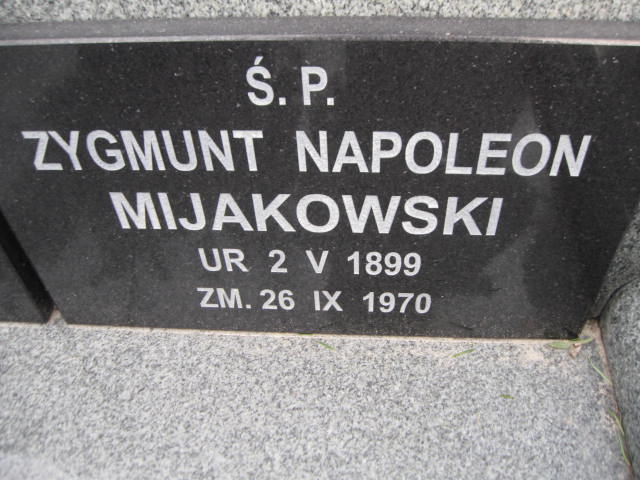 Ś. P.
ZYGMUNT NAPOLEON
MIJAKOWSKI
UR 2 V 1899
ZM. 26 IX 1970